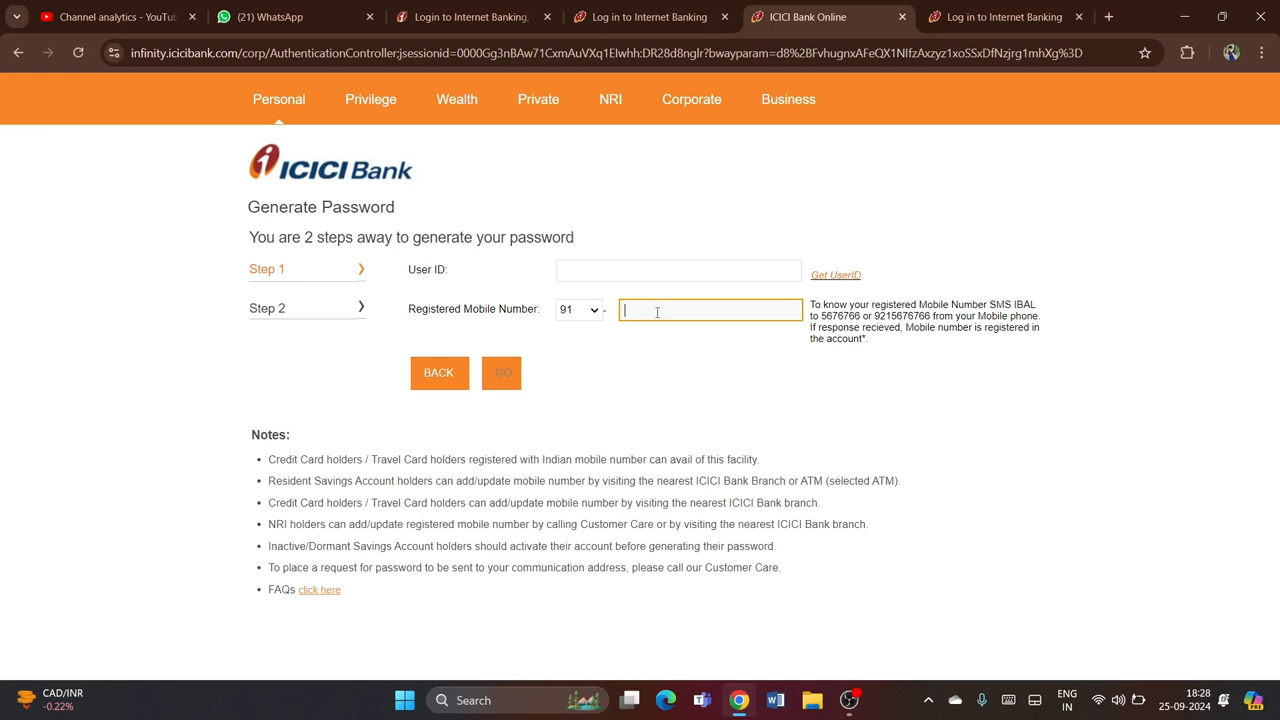 Channel analytics - YouTu
(21) WhatsApp
Login to Internet Banking,
Log in to Internet Banking
ICICI Bank Online
Log in to Internet Banking
infinity.icicibank.com/corp/AuthenticationController;jsessionid=0000Gg3nBAw71CxmAuVXq1Elwhh:DR28d8nglr?bwayparam=d8%2BFvhugnxAFeQX1NIfzAxzyz1xoSSxDfNzjrg1mhXg%3D
Personal
Privilege
Wealth
Private
NRI
Corporate
Business
ICICI Bank
Generate Password
You are 2 steps away to generate your password
Step 1
User ID:
Get UserID
Step 2
Registered Mobile Number:
91
-
To know your registered Mobile Number SMS IBAL
to 5676766 or 9215676766 from your Mobile phone.
If response recieved, Mobile number is registered in
the account*.
BACK
GO
Notes:
• Credit Card holders / Travel Card holders registered with Indian mobile number can avail of this facility.
• Resident Savings Account holders can add/update mobile number by visiting the nearest ICICI Bank Branch or ATM (selected ATM).
• Credit Card holders / Travel Card holders can add/update mobile number by visiting the nearest ICICI Bank branch.
• NRI holders can add/update registered mobile number by calling Customer Care or by visiting the nearest ICICI Bank branch.
• Inactive/Dormant Savings Account holders should activate their account before generating their password.
• To place a request for password to be sent to your communication address, please call our Customer Care.
• FAQs click here
CAD/INR
-0.22%
Search
ENG
IN
18:28
25-09-2024